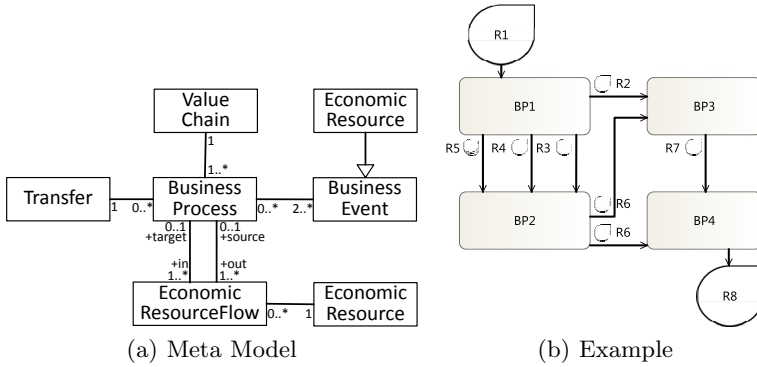 Value
Chain
1
1..*
Economic
Resource
Transfer
1
0..*
Business
Process
0..*
2..*
Business
Event
0..1
+target
0..1
+source
+in
1..*
+out
1..*
Economic
ResourceFlow
0..*
1
Economic
Resource
(a) Meta Model
R1
BP1
R2
BP3
R5
R4
R3
R7
BP2
R6
R6
BP4
R8
(b) Example